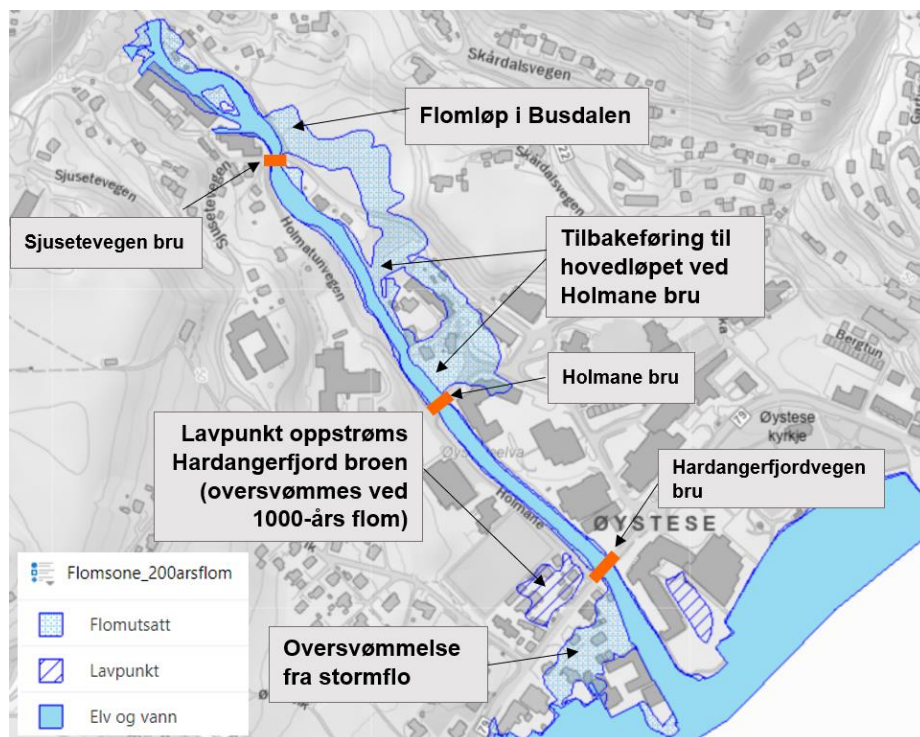 Skårdalsvegen
Flomløp i Busdalen
22
Skårdalsvegen
Sjusetevegen
Sjusetevegen
Sjusetevegen bru
Holmatunvegen
Tilbakeføring til
hovedløpet ved
Holmane bru
Bergtun
Holmane bru
79
Øystese
kyrkje
Lavpunkt oppstrøms
Hardangerfjord broen
(oversvømmes ved
1000-års flom)
Holmane
Hardangerfjordvegen
bru
ØYSTESE
Flomsone_200arsflom
Flomutsatt
Lavpunkt
Elv og vann
Oversvømmelse
fra stormflo